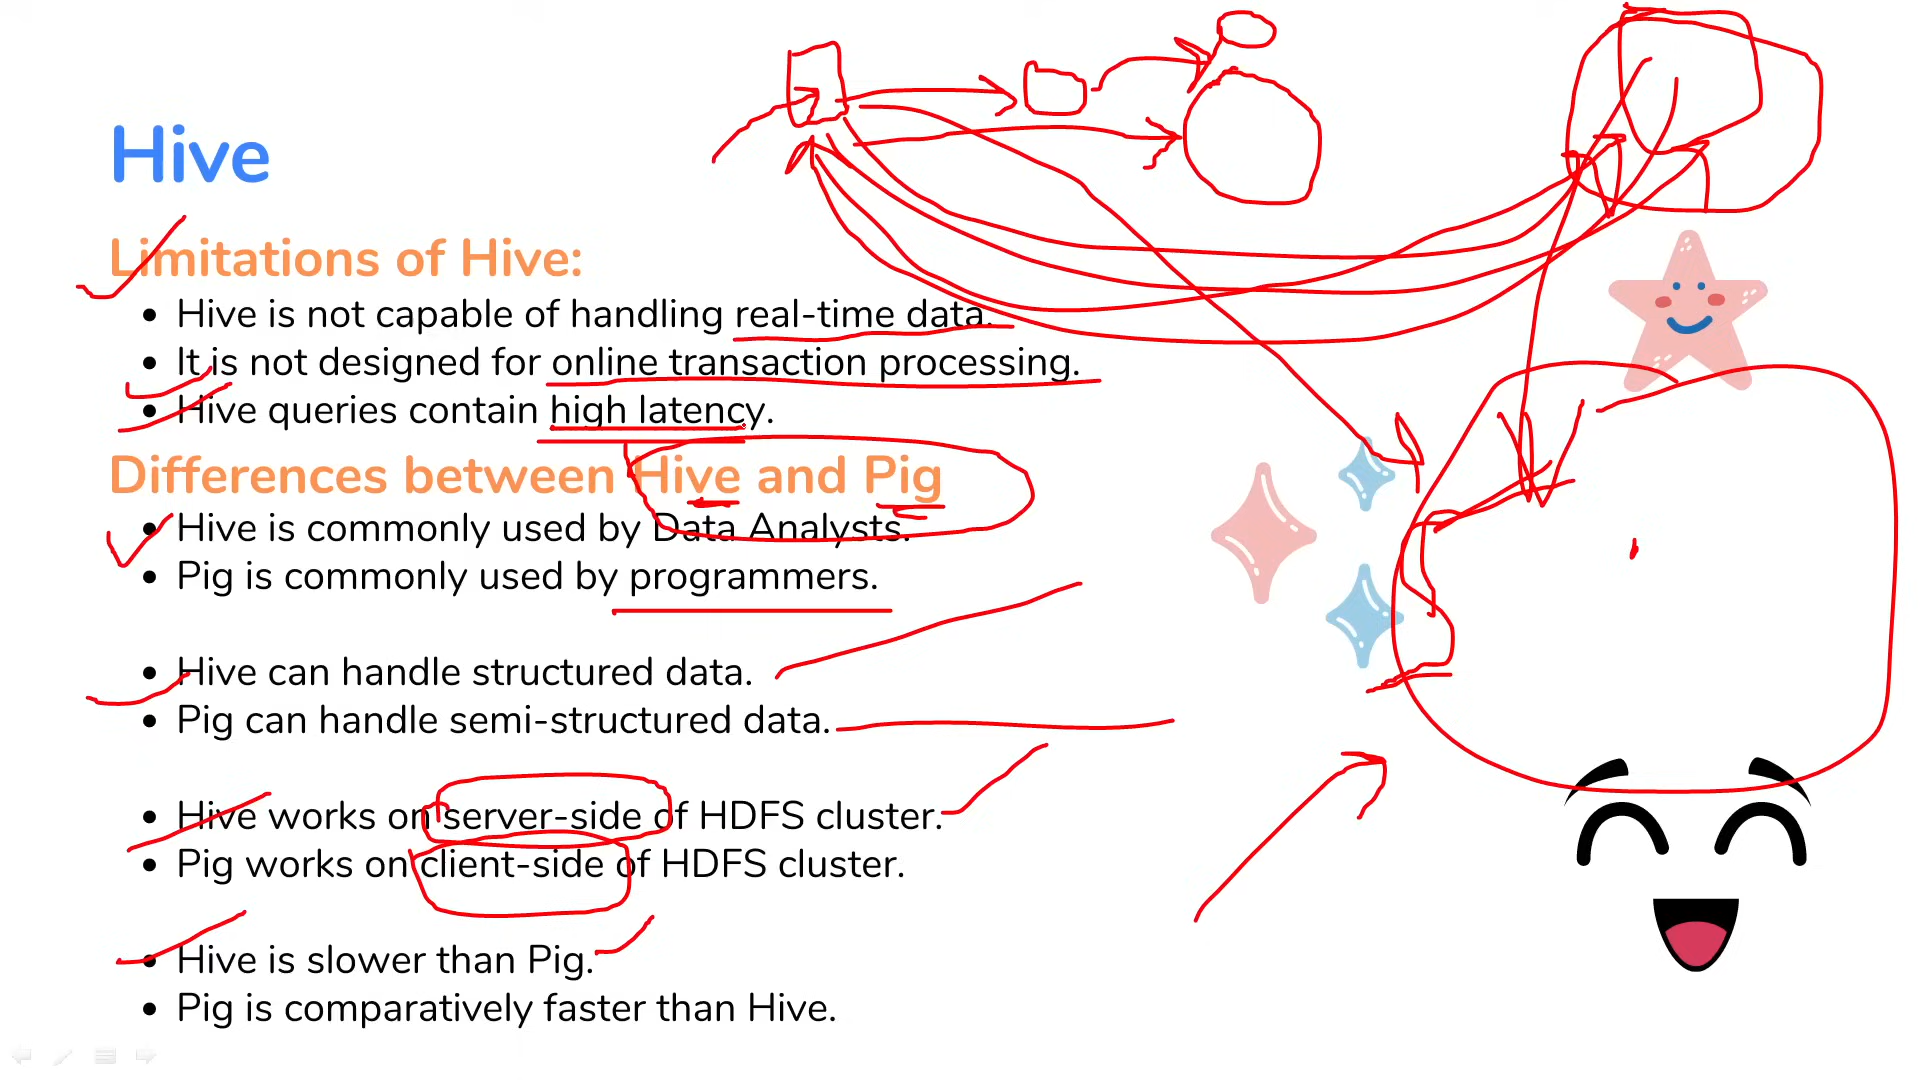 Hive
Limitations of Hive:
• Hive is not capable of handling real-time data.
• It is not designed for online transaction processing.
• Hive queries contain high latency.
Differences between Hive and Pig
• Hive is commonly used by Data Analysts.
• Pig is commonly used by programmers.
• Hive can handle structured data.
• Pig can handle semi-structured data.
• Hive works on server-side of HDFS cluster.
• Pig works on client-side of HDFS cluster.
• Hive is slower than Pig.
• Pig is comparatively faster than Hive.